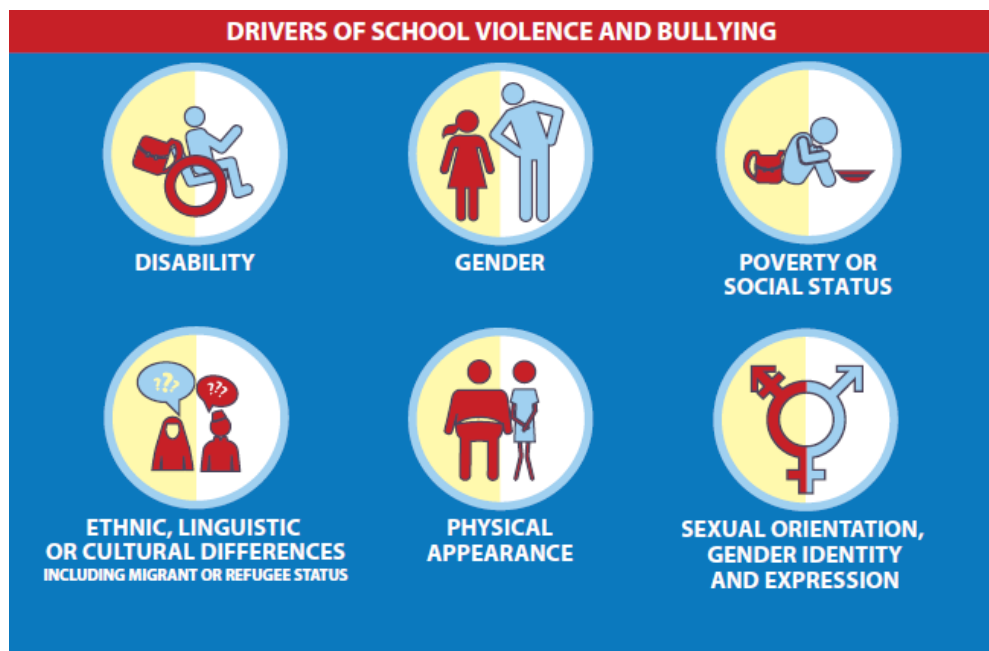 DRIVERS OF SCHOOL VIOLENCE AND BULLYING
DISABILITY
GENDER
POVERTY OR
SOCIAL STATUS
???
???
ETHNIC, LINGUISTIC
OR CULTURAL DIFFERENCES
INCLUDING MIGRANT OR REFUGEE STATUS
PHYSICAL
APPEARANCE
SEXUAL ORIENTATION,
GENDER IDENTITY
AND EXPRESSION